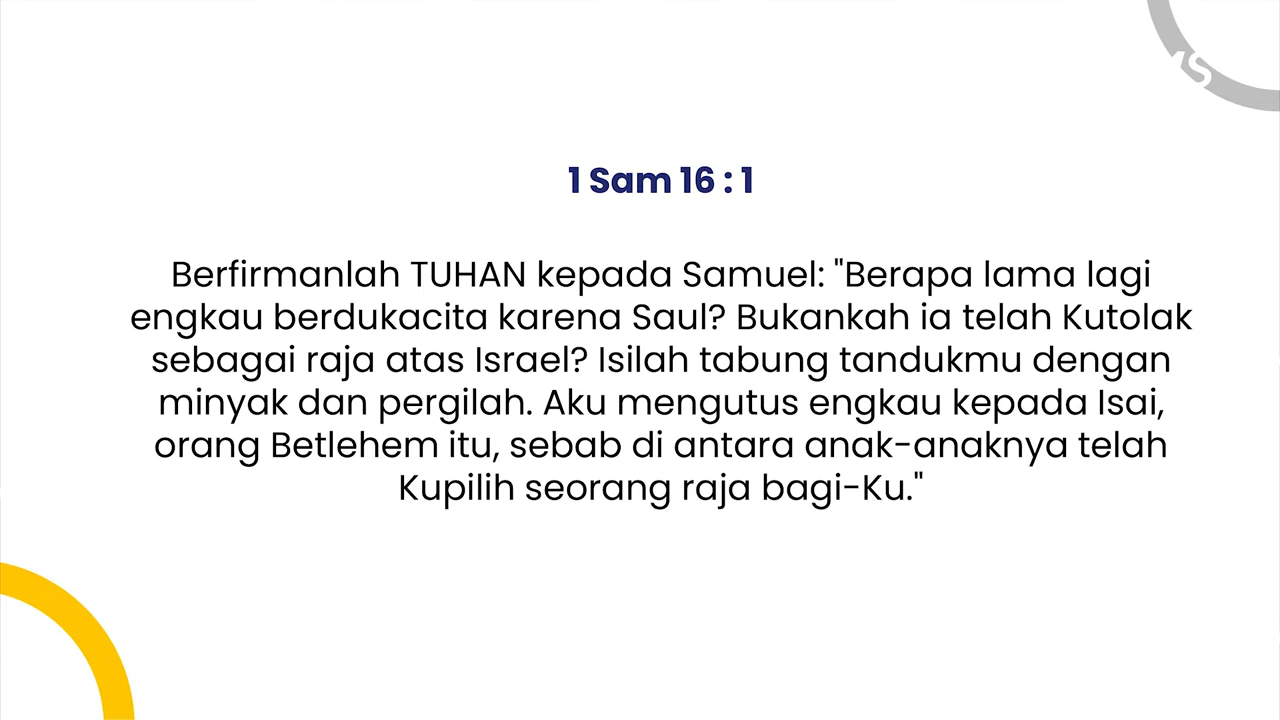 1 Sam 16 : 1
Berfirmanlah TUHAN kepada Samuel: "Berapa lama lagi
engkau berdukacita karena Saul? Bukankah ia telah Kutolak
sebagai raja atas Israel? Isilah tabung tandukmu dengan
minyak dan pergilah. Aku mengutus engkau kepada Isai,
orang Betlehem itu, sebab di antara anak-anaknya telah
Kupilih seorang raja bagi-Ku."